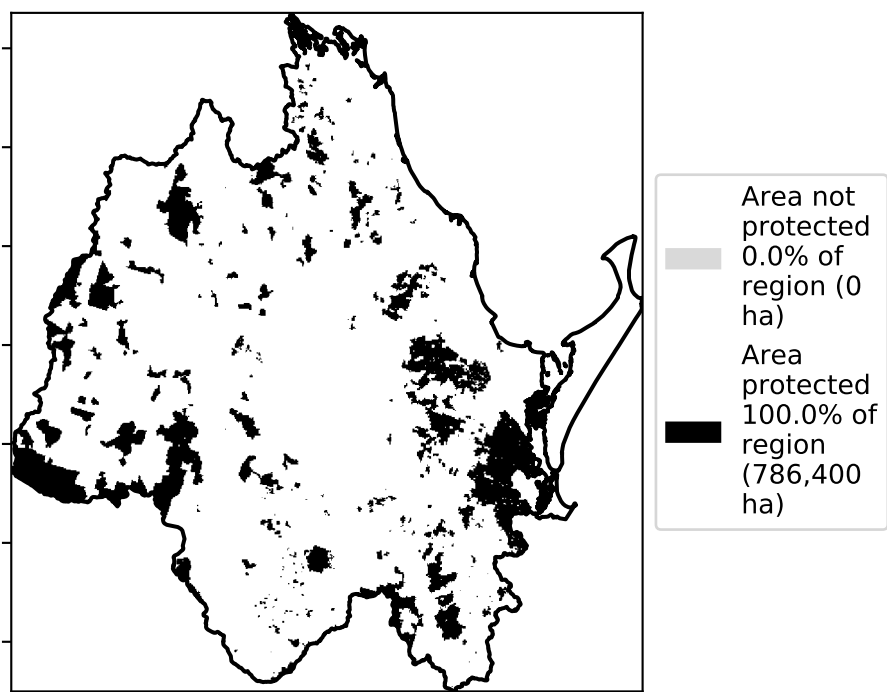 Area not
protected
0.0% of
region (0
ha)
Area
protected
100.0% of
region
(786,400
ha)